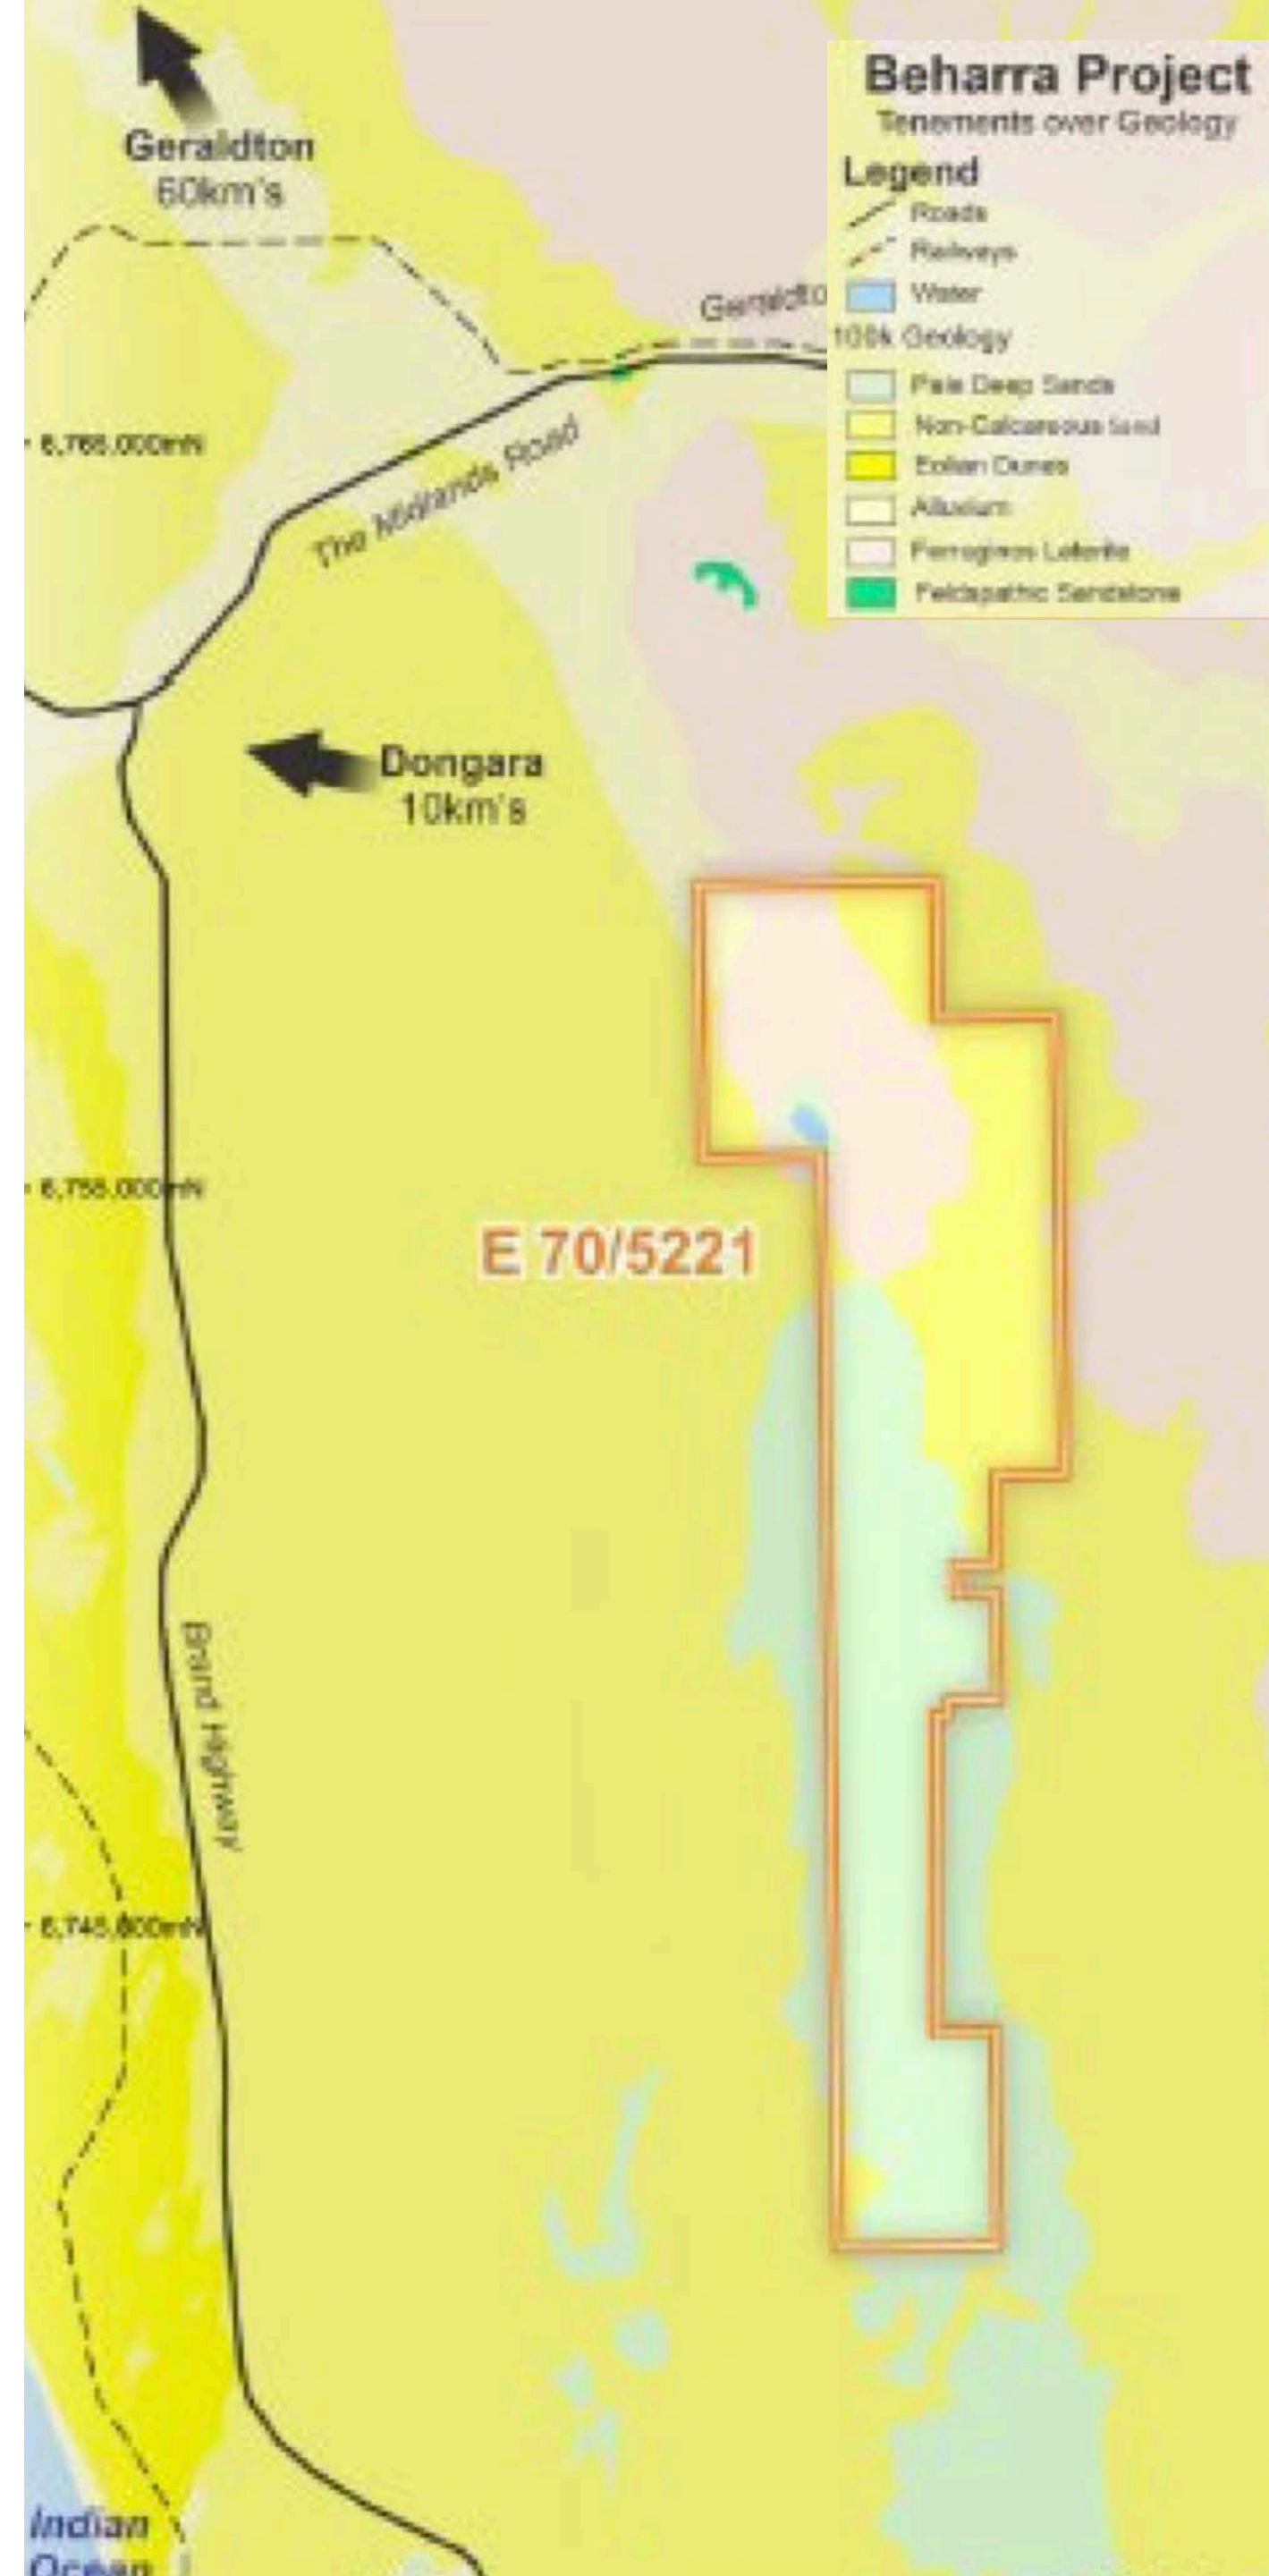 Beharra Project
Tenements over Geology
Legend
Roads
Railways
Water
100k Geology
Pale Deep Sands
Non-Calcareous Sand
Eolian Dunes
Alluvium
Ferroginos Laterite
Feldspathic Sandstone
Geraldton
60km's
Geraldto
6,765,000mN
The Midlands Road
Dongara
10km's
6,755,000mN
E 70/5221
Brand Highway
6,745,000mN
Indian
Ocean